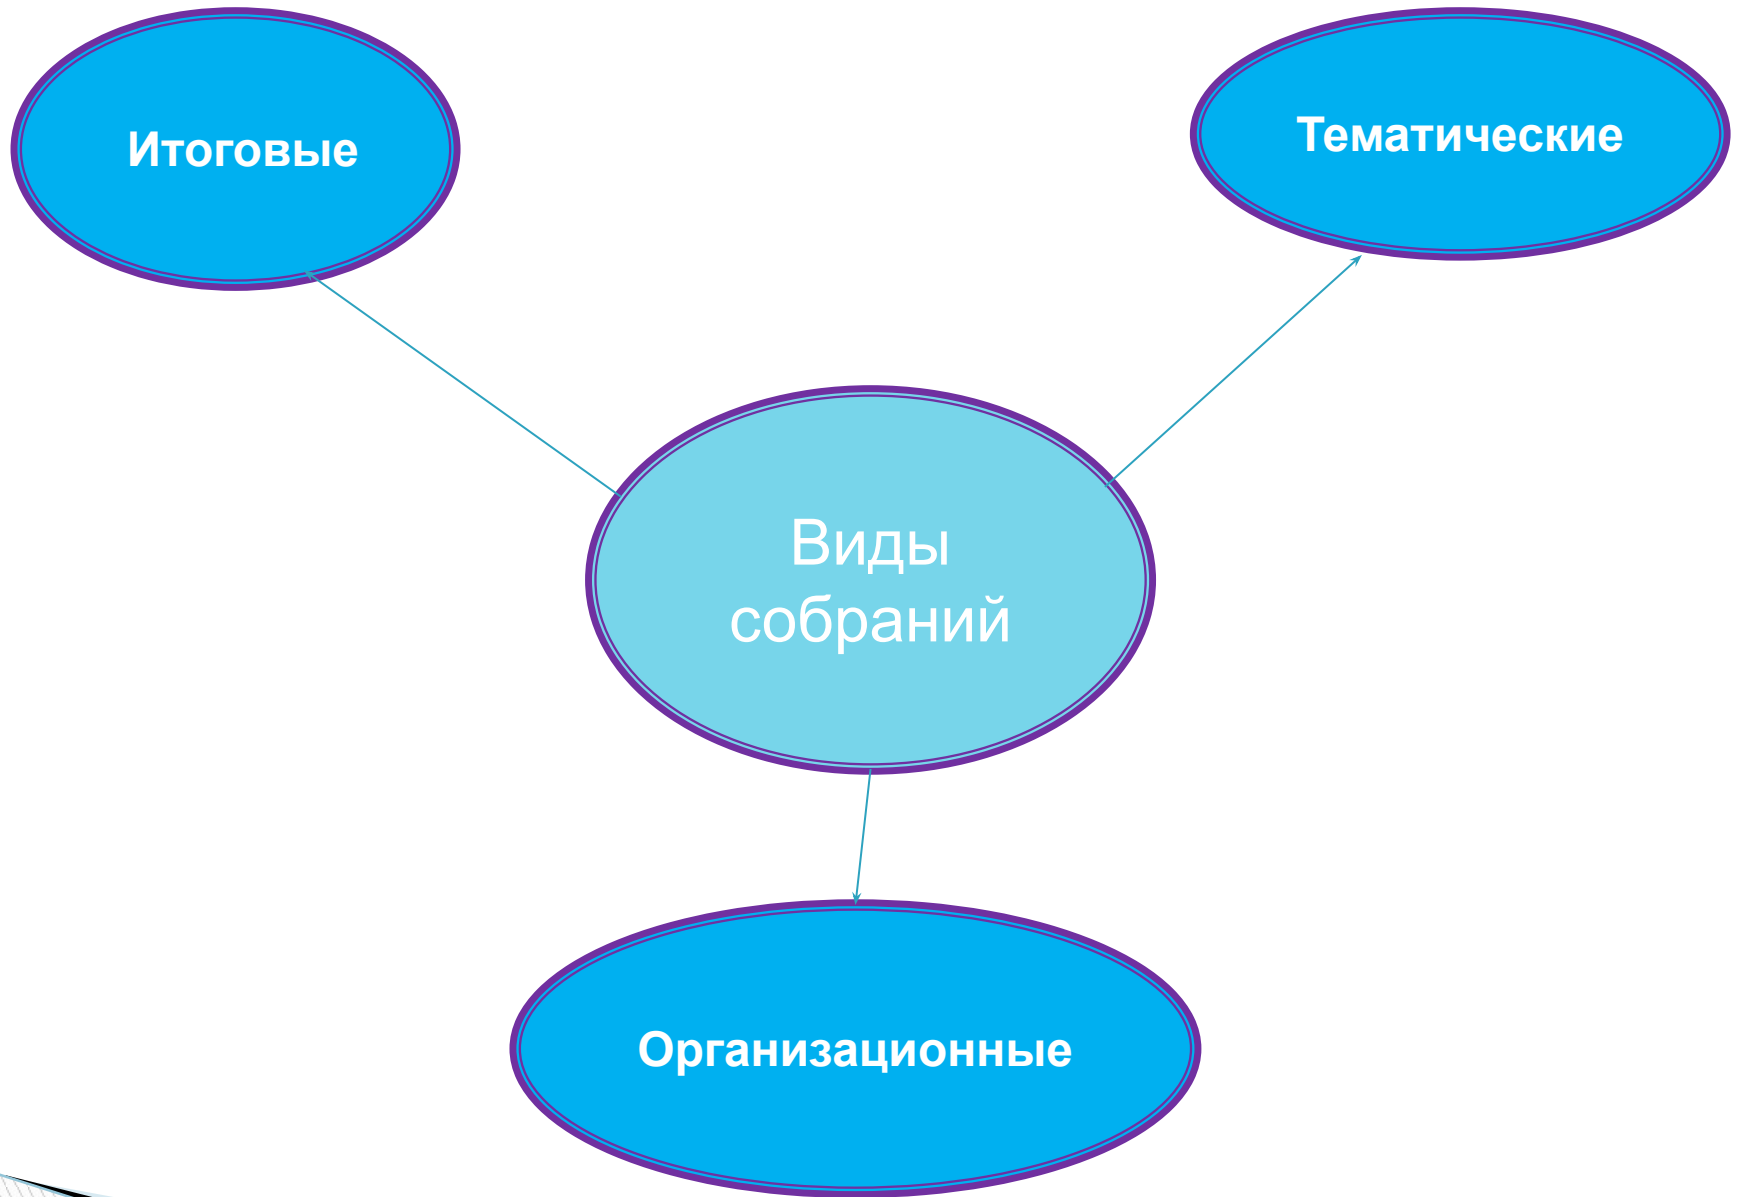 Итоговые
Тематические
Виды
собраний
Организационные